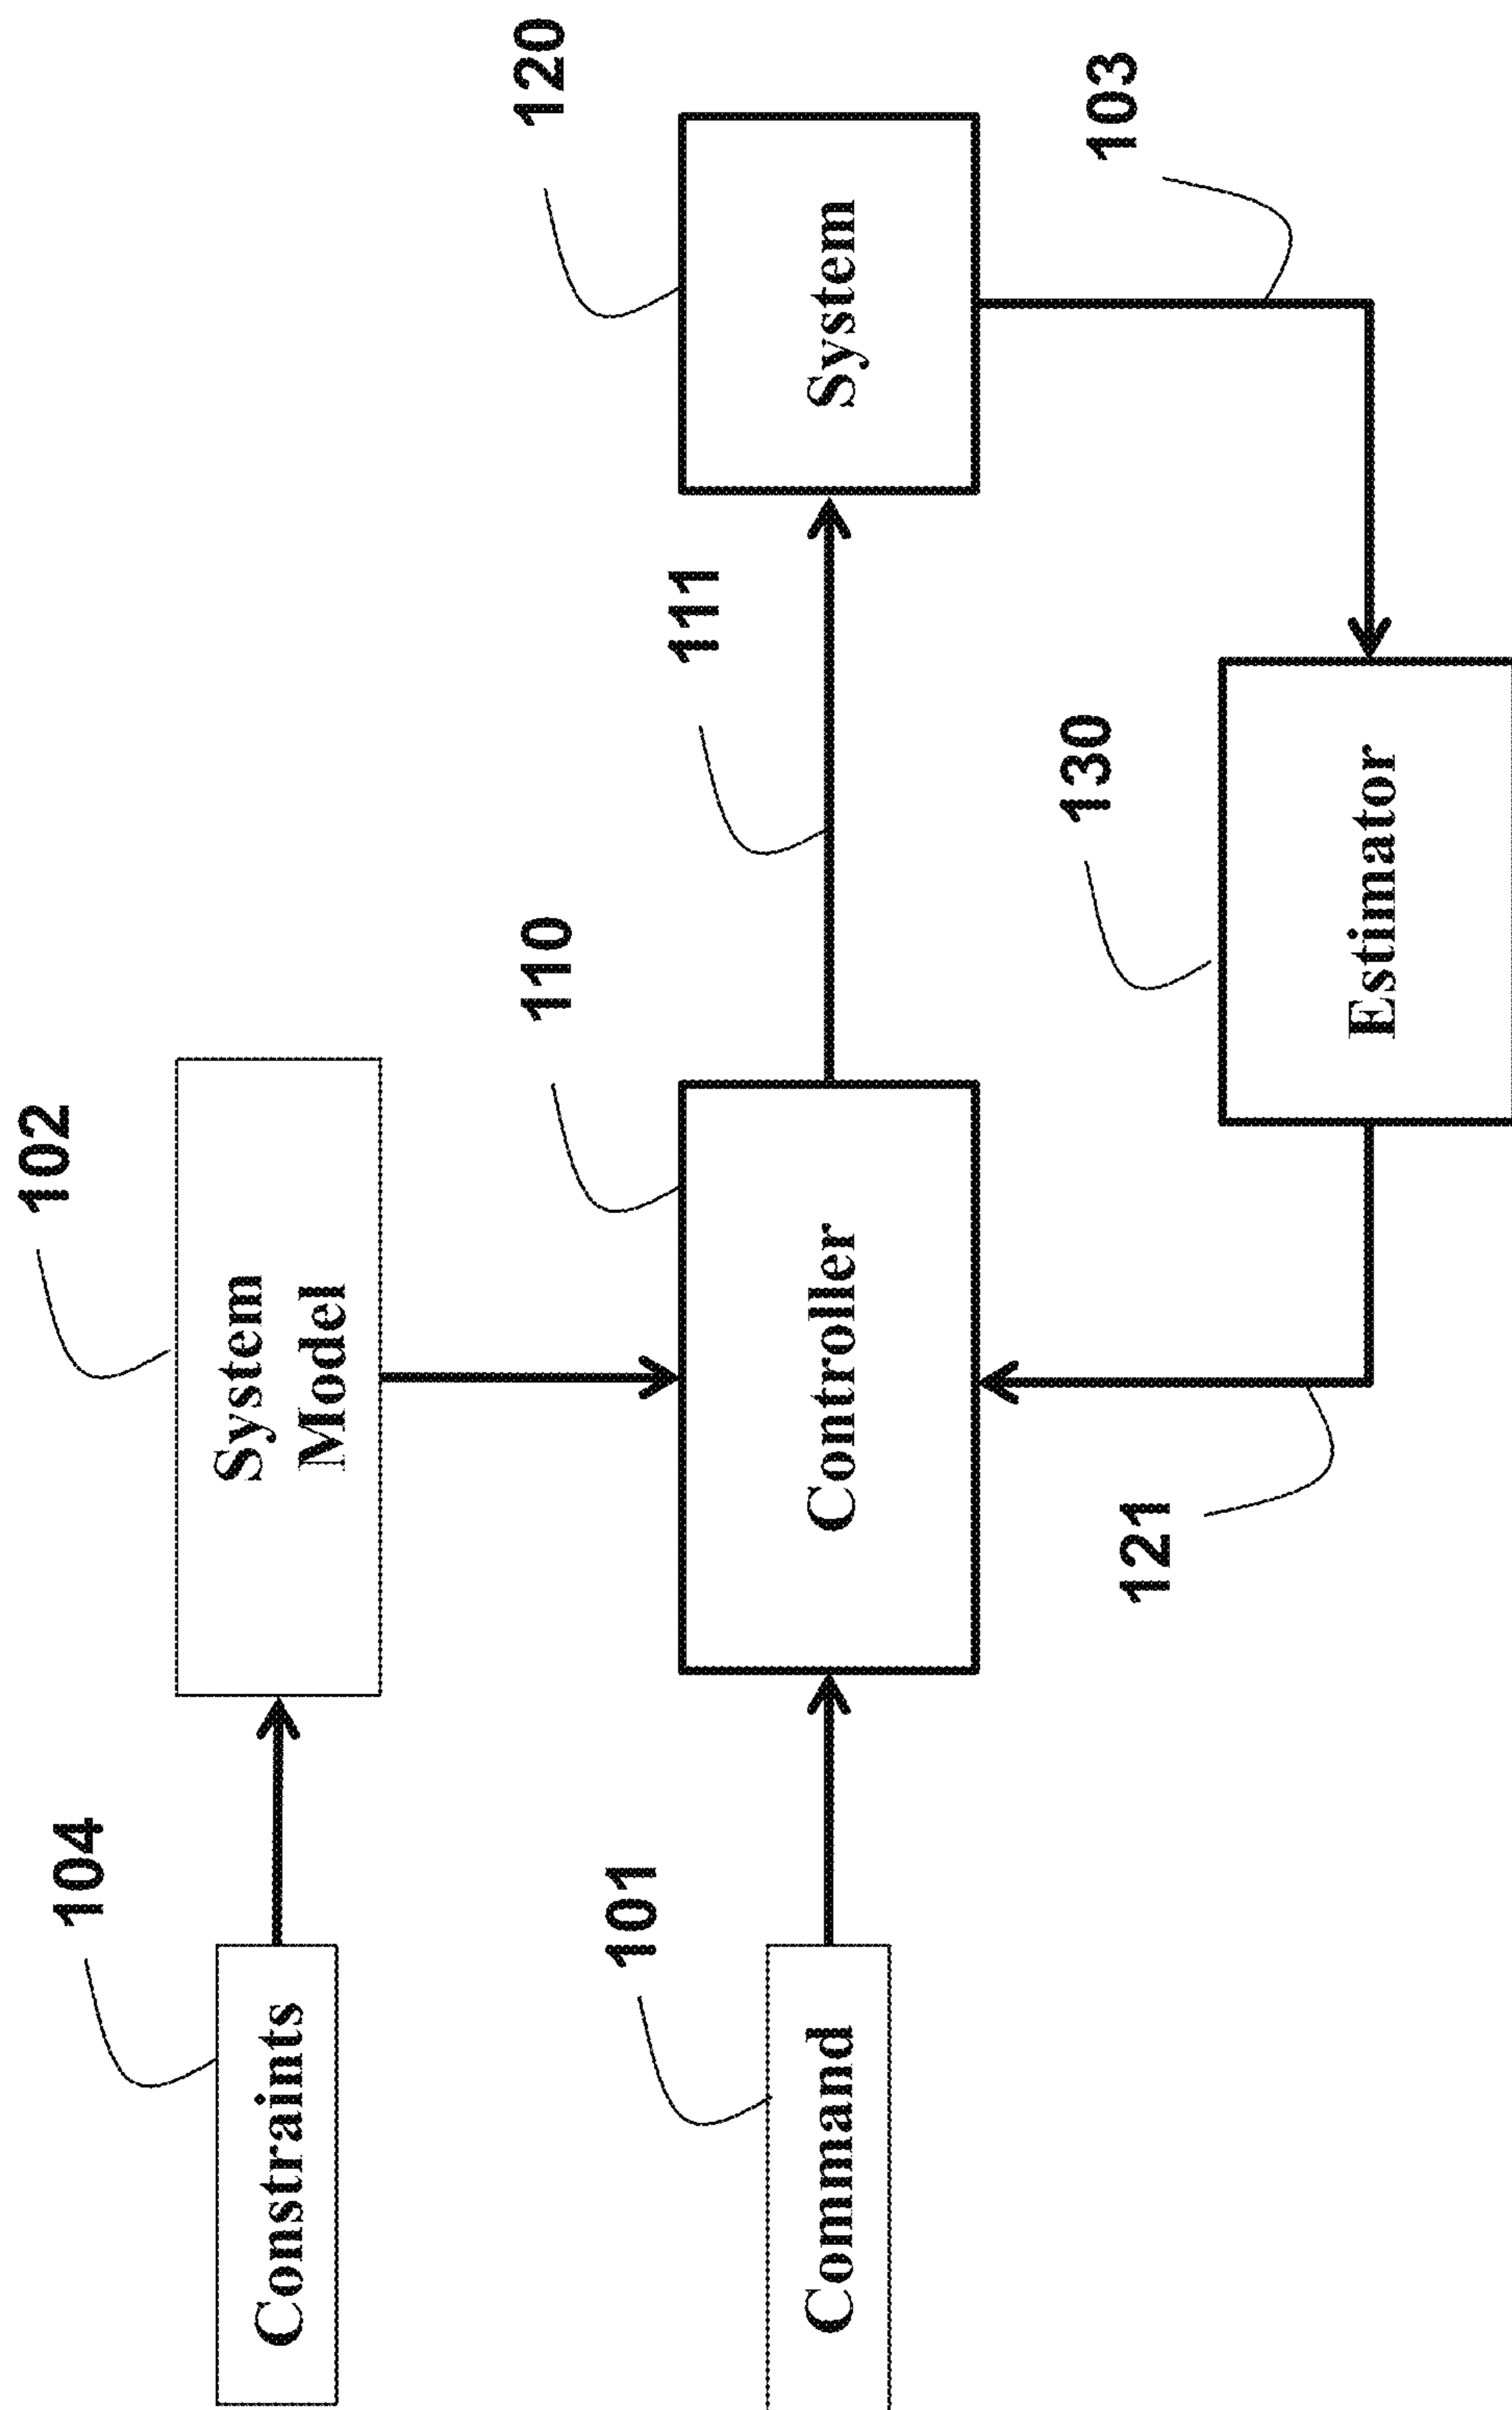 104
102
Constraints
System
Model
101
110
111
120
Command
Controller
System
121
130
103
Estimator